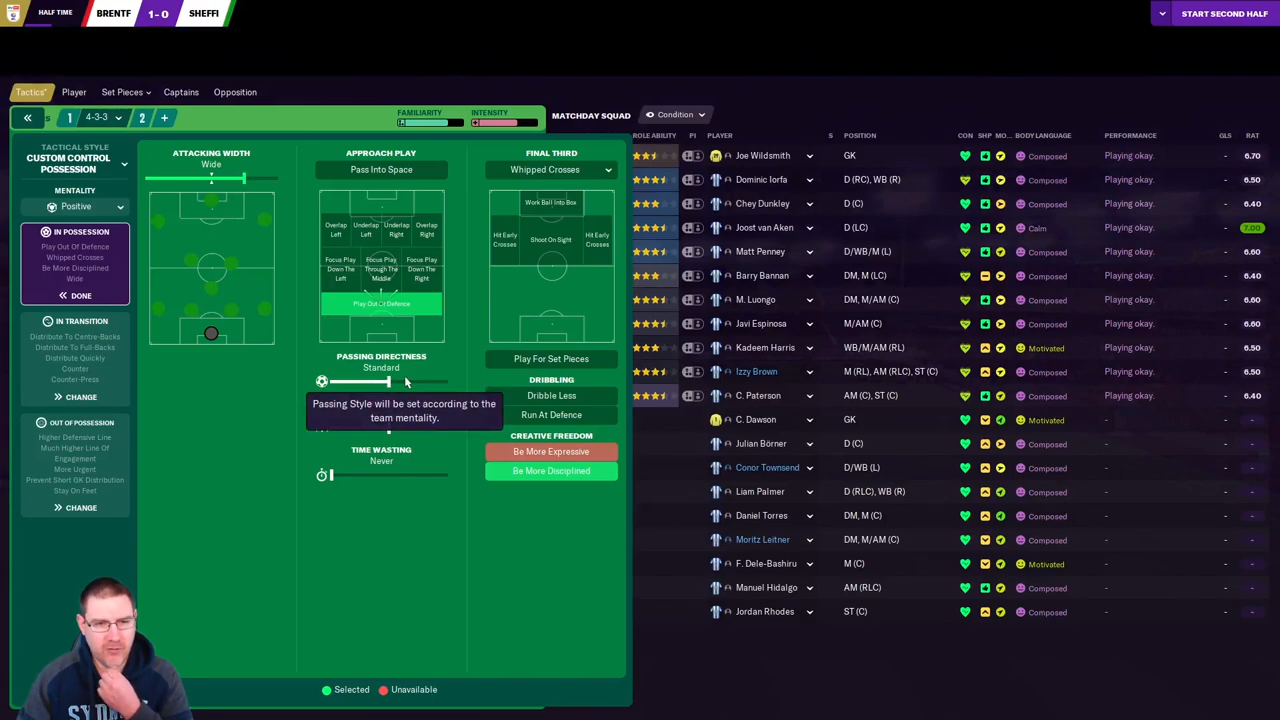 HALF TIME
BRENTF
1 - 0
SHEFFI
START SECOND HALF
Tactics*
Player
Set Pieces
Captains
Opposition
1
4-3-3
2
FAMILIARITY
INTENSITY
MATCHDAY SQUAD
Condition
TACTICAL STYLE
CUSTOM CONTROL
POSSESSION
MENTALITY
Positive
IN POSSESSION
Play Out Of Defence
Whipped Crosses
Be More Disciplined
Wide
DONE
IN TRANSITION
Distribute To Centre-Backs
Distribute To Full-Backs
Distribute Quickly
Counter
Counter-Press
CHANGE
OUT OF POSSESSION
Higher Defensive Line
Much Higher Line Of
Engagement
More Urgent
Prevent Short GK Distribution
Stay On Feet
CHANGE
ATTACKING WIDTH
Wide
APPROACH PLAY
Pass Into Space
Overlap Left
Underlap Left
Underlap Right
Overlap Right
Focus Play Down The Left
Focus Play Through The Middle
Focus Play Down The Right
Play Out Of Defence
PASSING DIRECTNESS
Standard
Passing Style will be set according to the
team mentality.
TIME WASTING
Never
FINAL THIRD
Whipped Crosses
Work Ball Into Box
Hit Early Crosses
Shoot On Sight
Hit Early Crosses
Play For Set Pieces
DRIBBLING
Dribble Less
Run At Defence
CREATIVE FREEDOM
Be More Expressive
Be More Disciplined
Selected
Unavailable
ROLE ABILITY PI PLAYER S POSITION CON SHP MO... BODY LANGUAGE PERFORMANCE GLS RAT
Joe Wildsmith GK Composed Playing okay. - 6.70
Dominic Iorfa D (RC), WB (R) Composed Playing okay. - 6.50
Chey Dunkley D (C) Composed Playing okay. - 6.40
Joost van Aken D (LC) Calm Playing okay. - 7.00
Matt Penney D/WB/M (L) Composed Playing okay. - 6.60
Barry Bannan DM, M (LC) Composed Playing okay. - 6.40
M. Luongo DM, M/AM (C) Composed Playing okay. - 6.60
Javi Espinosa M/AM (C) Composed Playing okay. - 6.60
Kadeem Harris WB/M/AM (RL) Motivated Playing okay. - 6.50
Izzy Brown M (RL), AM (RLC), ST (C) Composed Playing okay. - 6.50
C. Paterson AM (C), ST (C) Composed Playing okay. - 6.40
C. Dawson GK Motivated - - -
Julian Börner D (C) Composed - - -
Conor Townsend D/WB (L) Composed - - -
Liam Palmer D (RLC), WB (R) Composed - - -
Daniel Torres DM, M (C) Composed - - -
Moritz Leitner DM, M/AM (C) Composed - - -
F. Dele-Bashiru M (C) Motivated - - -
Manuel Hidalgo AM (RLC) Composed - - -
Jordan Rhodes ST (C) Composed - - -
SYD